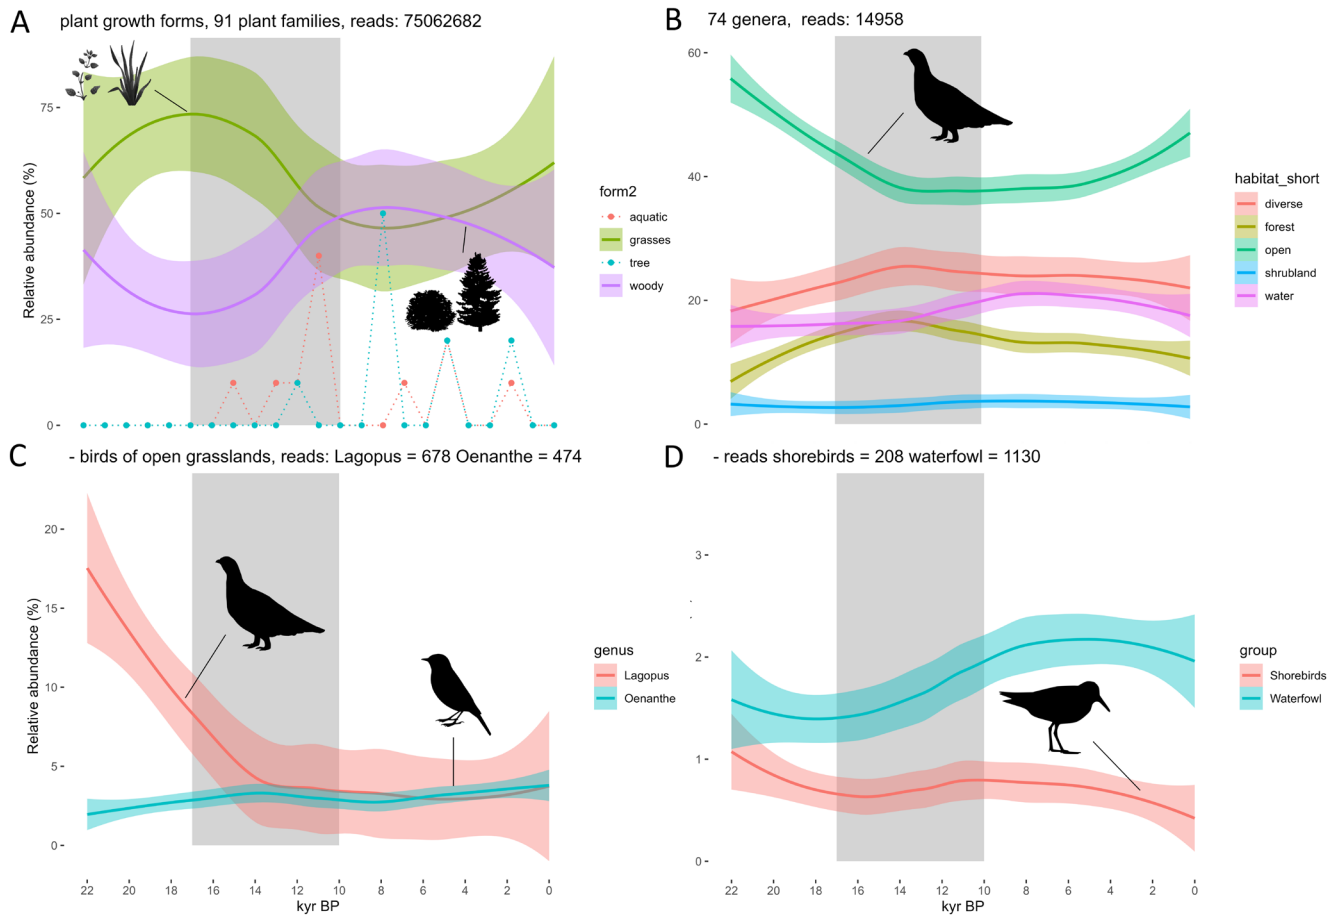 A plant growth forms, 91 plant families, reads: 75062682
Relative abundance (%)
75
50
25
0
form2
aquatic
grasses
tree
woody
B 74 genera, reads: 14958
60
40
20
0
habitat_short
diverse
forest
open
shrubland
water
C - birds of open grasslands, reads: Lagopus = 678 Oenanthe = 474
Relative abundance (%)
20
15
10
5
0
22 20 18 16 14 12 10 8 6 4 2 0
kyr BP
genus
Lagopus
Oenanthe
D - reads shorebirds = 208 waterfowl = 1130
3
2
1
0
22 20 18 16 14 12 10 8 6 4 2 0
kyr BP
group
Shorebirds
Waterfowl